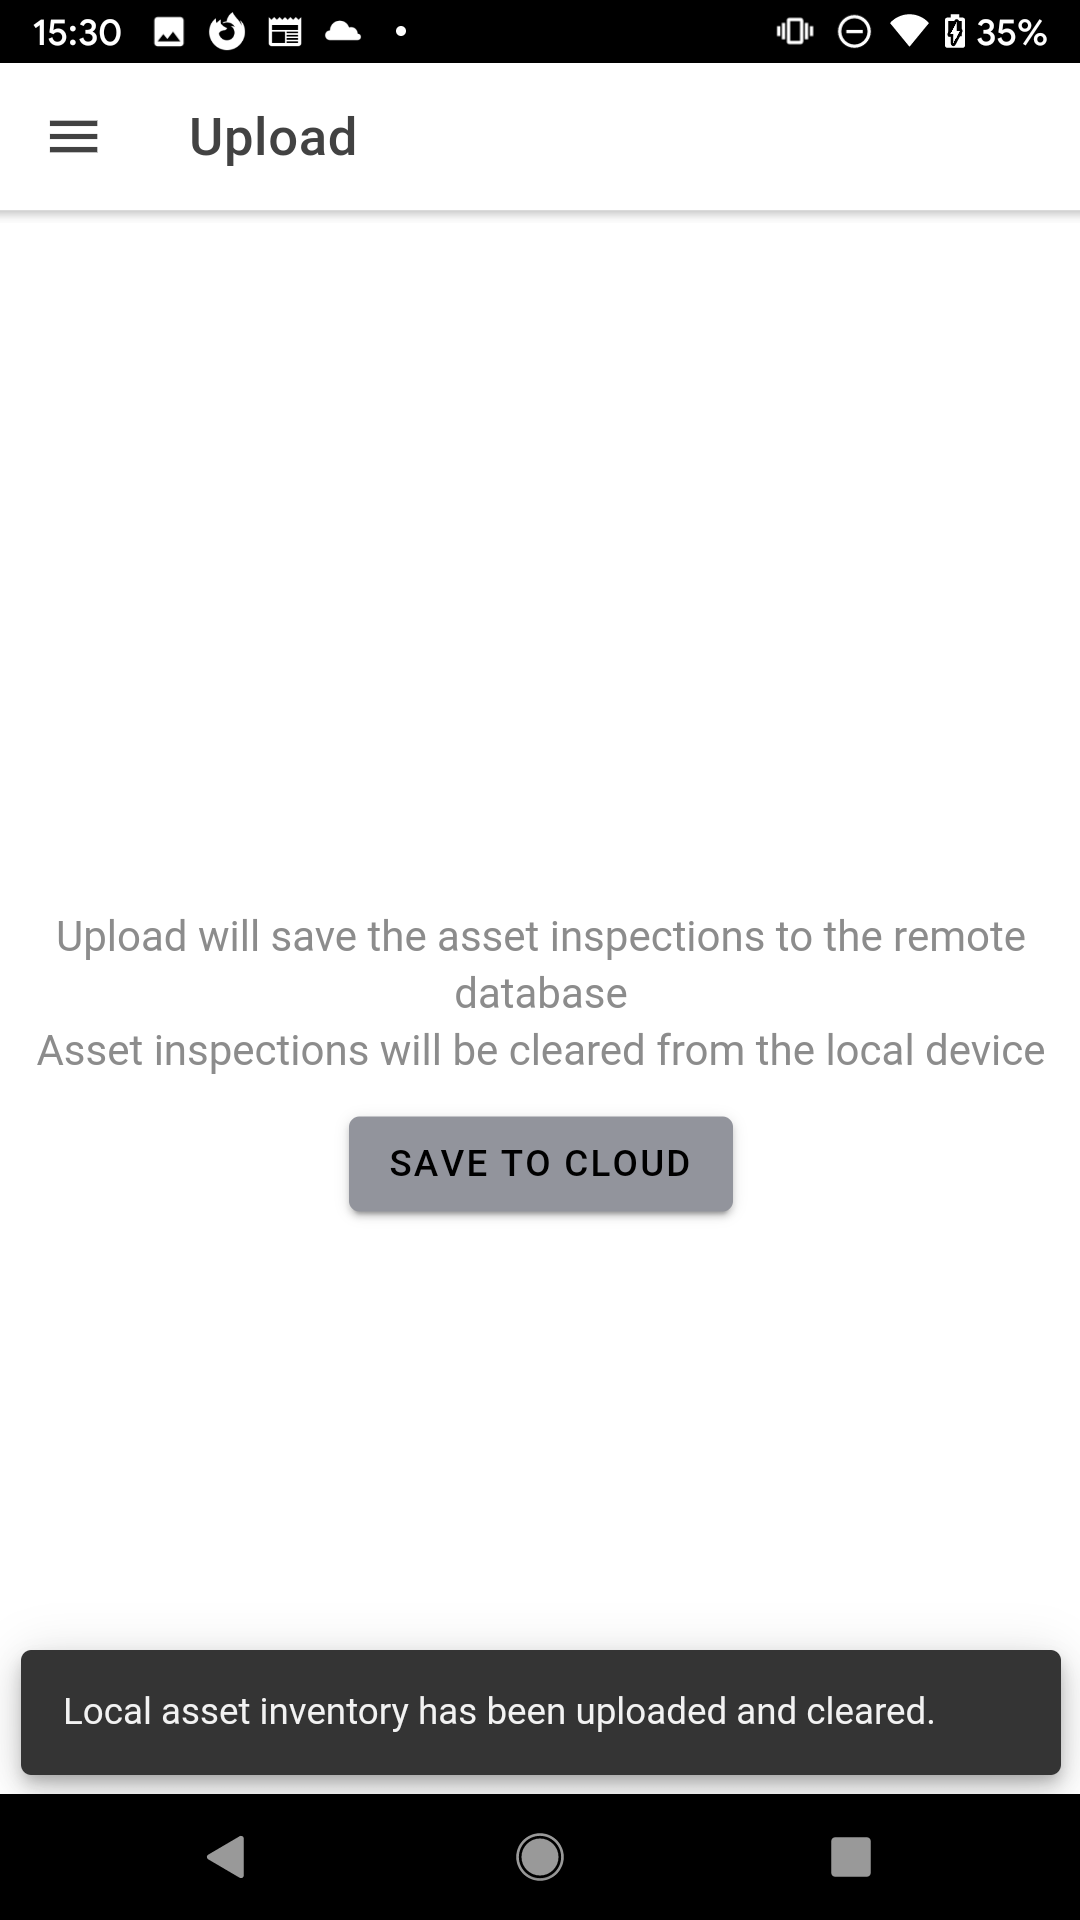 15:30
35%
Upload
Upload will save the asset inspections to the remote
database
Asset inspections will be cleared from the local device
SAVE TO CLOUD
Local asset inventory has been uploaded and cleared.